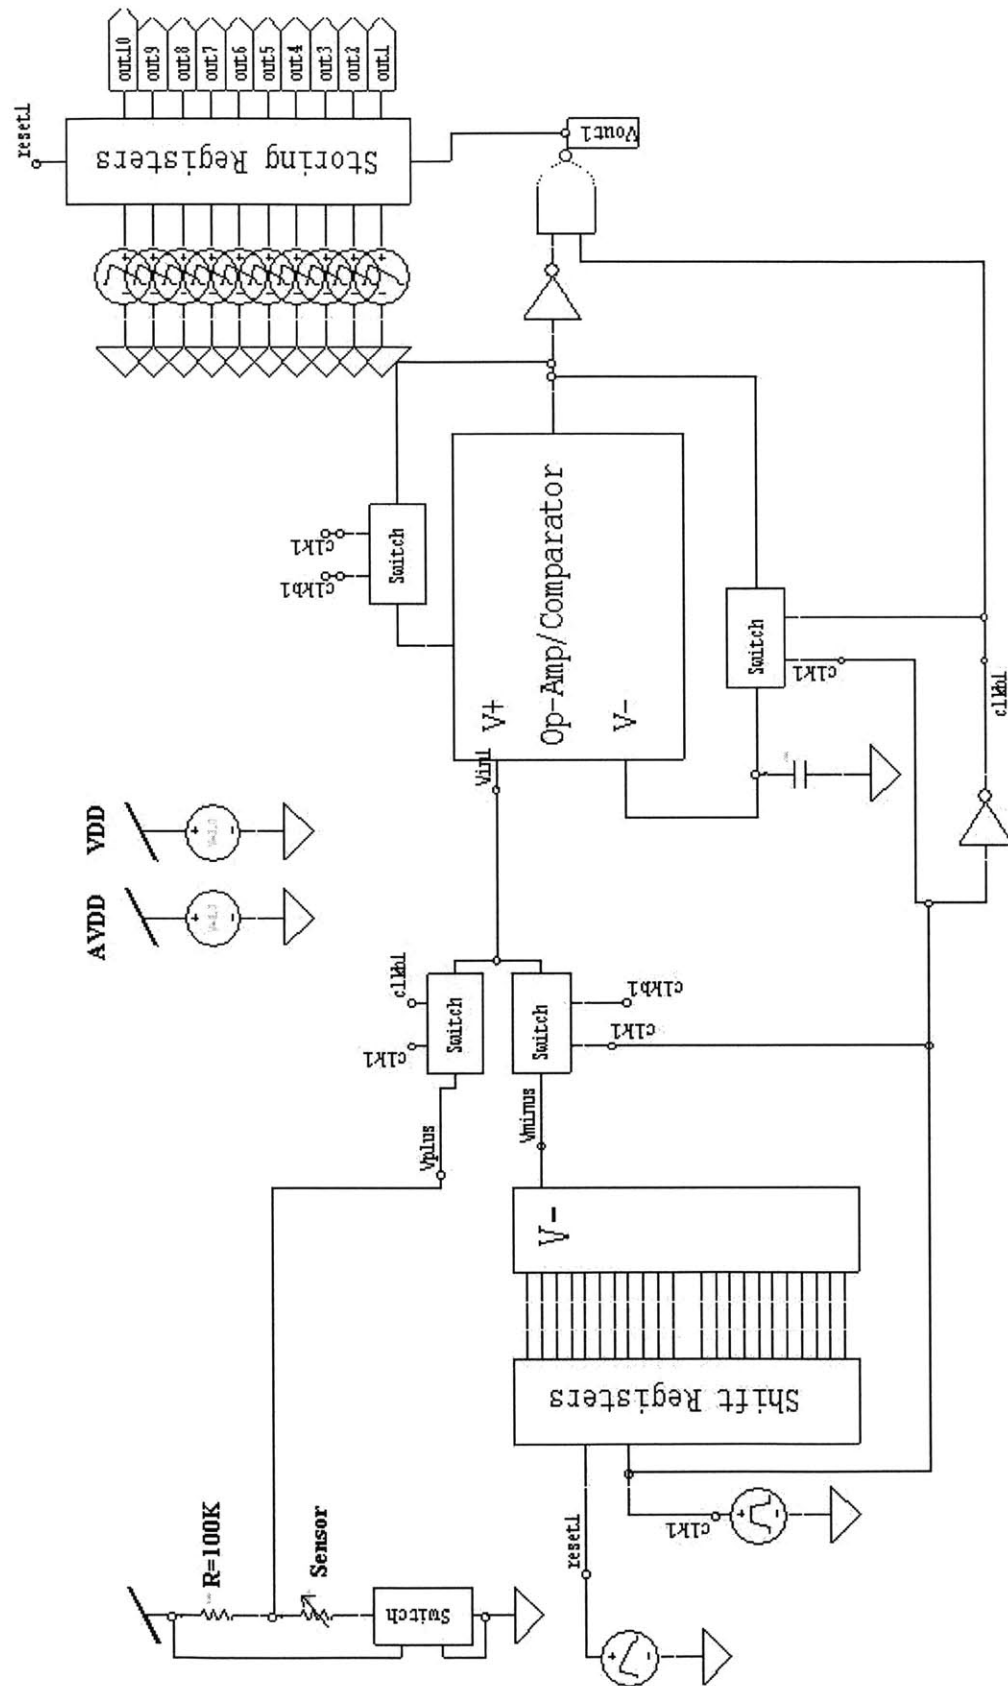 out10
out9
out8
out7
out6
out5
out4
out3
out2
out1
reset1
Storing Registers
Vout1
clk1
clkb1
Switch
V+
Op-Amp/Comparator
V-
Vin1
Switch
clk1
clkb1
VDD
AVDD
clkb1
clk1
Switch
Switch
clkb1
clk1
Vplus
Vminus
V-
Shift Registers
R=100K
Sensor
Switch
reset1
clk1